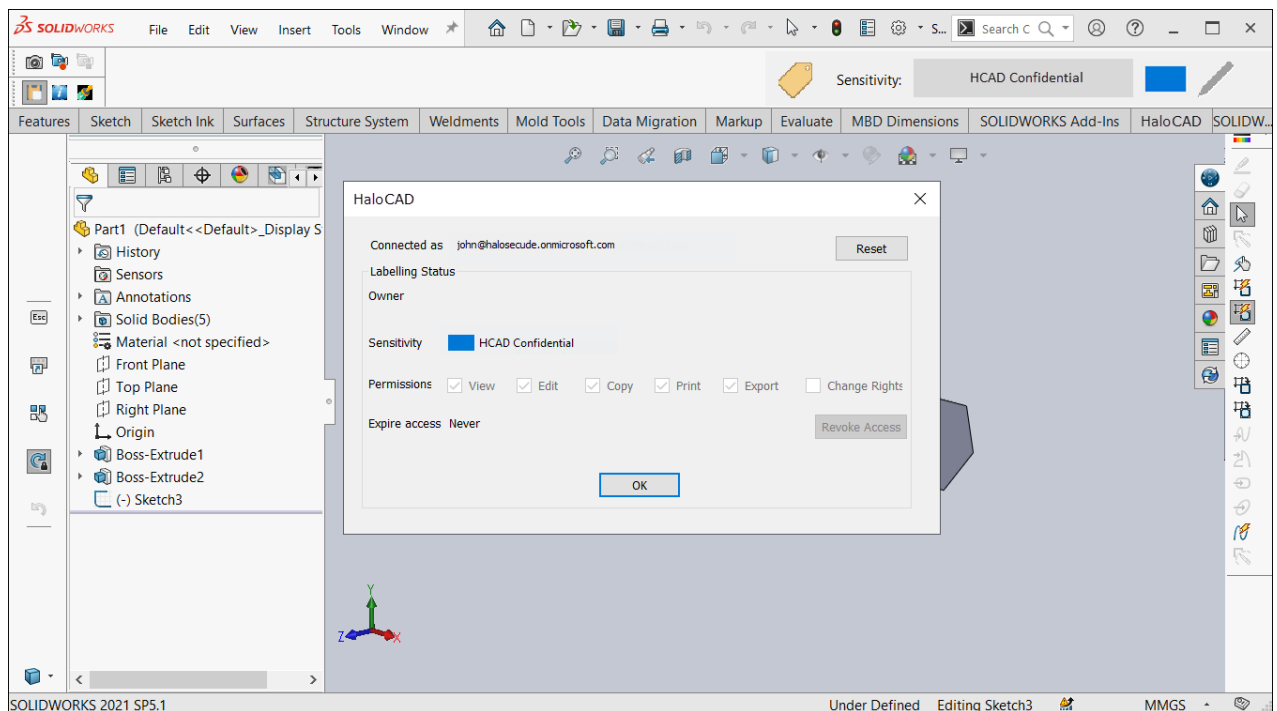 SOLIDWORKS File Edit View Insert Tools Window S... Search C
Sensitivity: HCAD Confidential
Features Sketch Sketch Ink Surfaces Structure System Weldments Mold Tools Data Migration Markup Evaluate MBD Dimensions SOLIDWORKS Add-Ins HaloCAD SOLIDW...
Part1 (Default<<Default>_Display S
History
Sensors
Annotations
Solid Bodies(5)
Material <not specified>
Front Plane
Top Plane
Right Plane
Origin
Boss-Extrude1
Boss-Extrude2
(-) Sketch3
Esc
HaloCAD
Connected as john@halosecude.onmicrosoft.com Reset
Labelling Status
Owner
Sensitivity HCAD Confidential
Permissions View Edit Copy Print Export Change Rights
Expire access Never Revoke Access
OK
Y
Z X
SOLIDWORKS 2021 SP5.1 Under Defined Editing Sketch3 MMGS